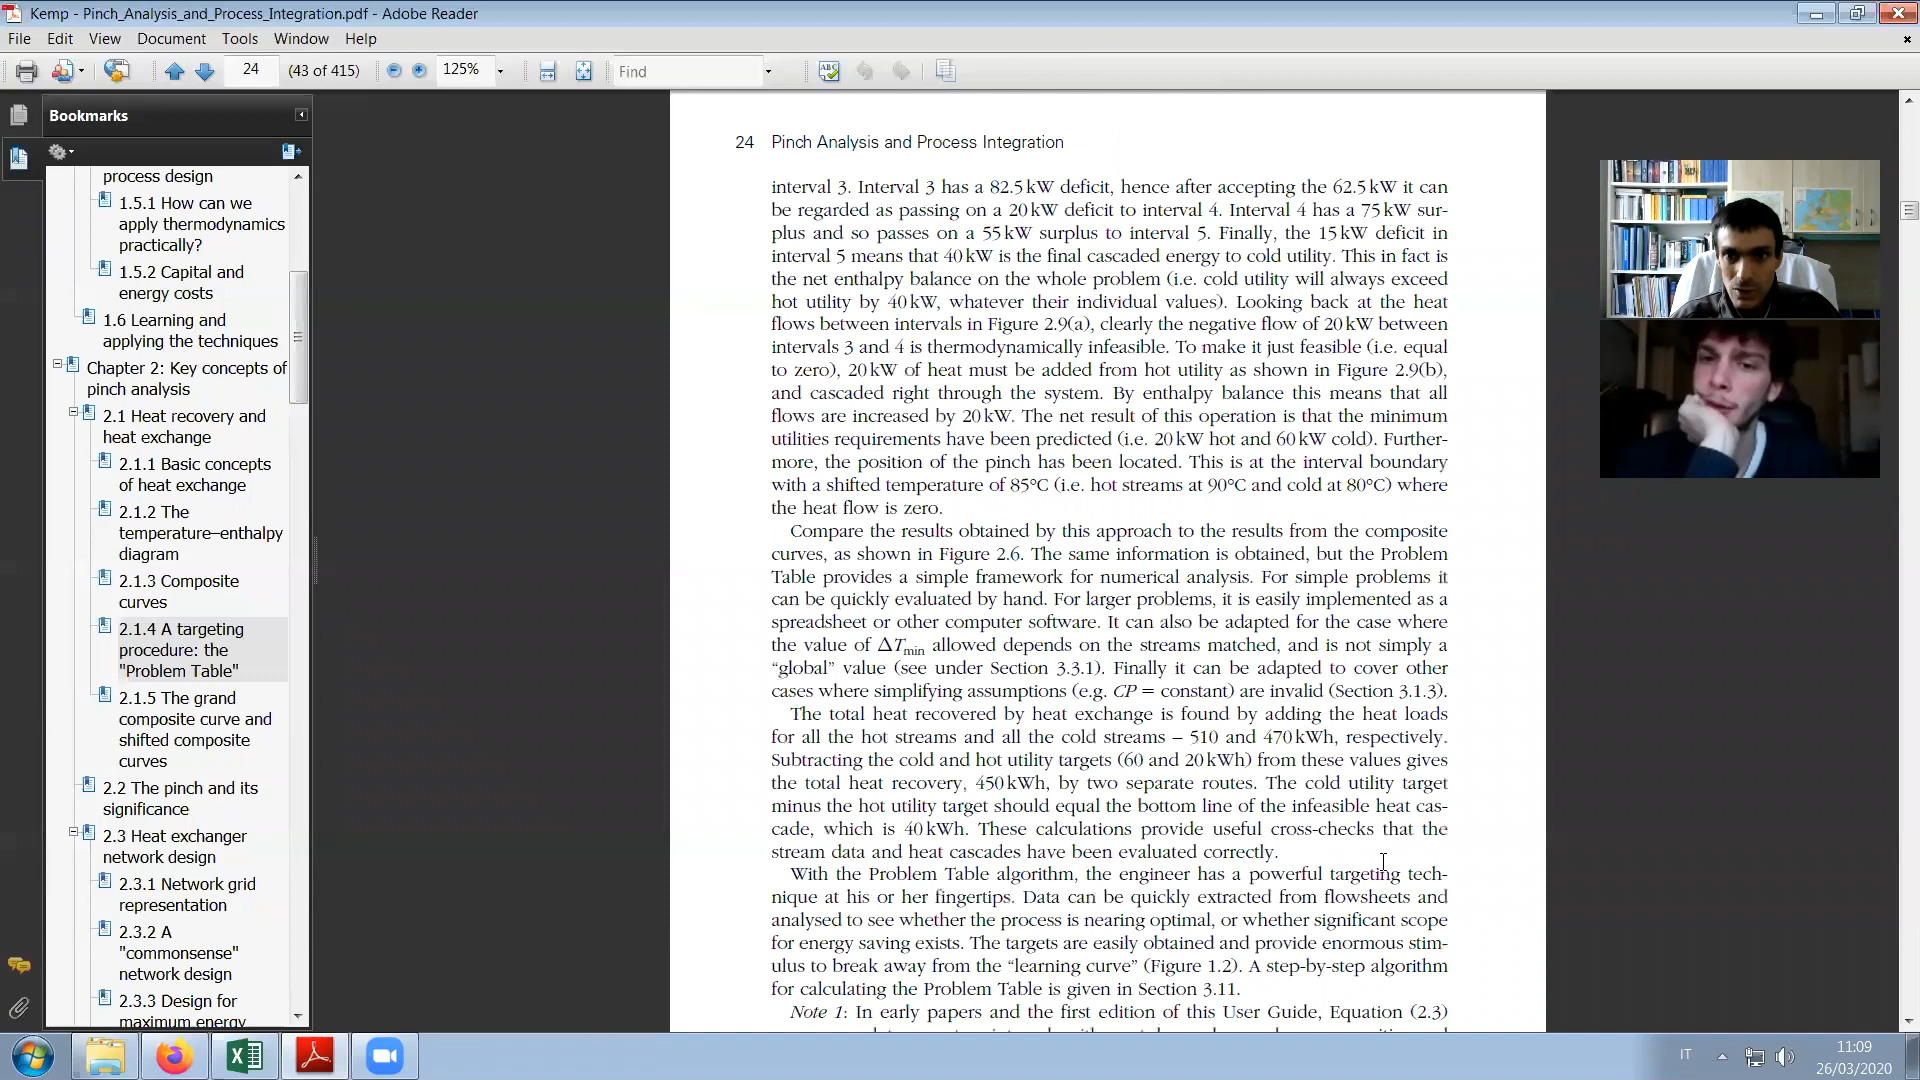 Kemp - Pinch_Analysis_and_Process_Integration.pdf - Adobe Reader
File Edit View Document Tools Window Help
24 (43 of 415) 125% Find
Bookmarks
process design
1.5.1 How can we
apply thermodynamics
practically?
1.5.2 Capital and
energy costs
1.6 Learning and
applying the techniques
Chapter 2: Key concepts of
pinch analysis
2.1 Heat recovery and
heat exchange
2.1.1 Basic concepts
of heat exchange
2.1.2 The
temperature–enthalpy
diagram
2.1.3 Composite
curves
2.1.4 A targeting
procedure: the
"Problem Table"
2.1.5 The grand
composite curve and
shifted composite
curves
2.2 The pinch and its
significance
2.3 Heat exchanger
network design
2.3.1 Network grid
representation
2.3.2 A
"commonsense"
network design
2.3.3 Design for
maximum energy
24 Pinch Analysis and Process Integration
interval 3. Interval 3 has a 82.5 kW deficit, hence after accepting the 62.5 kW it can
be regarded as passing on a 20 kW deficit to interval 4. Interval 4 has a 75 kW sur-
plus and so passes on a 55 kW surplus to interval 5. Finally, the 15 kW deficit in
interval 5 means that 40 kW is the final cascaded energy to cold utility. This in fact is
the net enthalpy balance on the whole problem (i.e. cold utility will always exceed
hot utility by 40 kW, whatever their individual values). Looking back at the heat
flows between intervals in Figure 2.9(a), clearly the negative flow of 20 kW between
intervals 3 and 4 is thermodynamically infeasible. To make it just feasible (i.e. equal
to zero), 20 kW of heat must be added from hot utility as shown in Figure 2.9(b),
and cascaded right through the system. By enthalpy balance this means that all
flows are increased by 20 kW. The net result of this operation is that the minimum
utilities requirements have been predicted (i.e. 20 kW hot and 60 kW cold). Further-
more, the position of the pinch has been located. This is at the interval boundary
with a shifted temperature of 85°C (i.e. hot streams at 90°C and cold at 80°C) where
the heat flow is zero.
Compare the results obtained by this approach to the results from the composite
curves, as shown in Figure 2.6. The same information is obtained, but the Problem
Table provides a simple framework for numerical analysis. For simple problems it
can be quickly evaluated by hand. For larger problems, it is easily implemented as a
spreadsheet or other computer software. It can also be adapted for the case where
the value of ΔTmin allowed depends on the streams matched, and is not simply a
“global” value (see under Section 3.3.1). Finally it can be adapted to cover other
cases where simplifying assumptions (e.g. CP = constant) are invalid (Section 3.1.3).
The total heat recovered by heat exchange is found by adding the heat loads
for all the hot streams and all the cold streams – 510 and 470 kWh, respectively.
Subtracting the cold and hot utility targets (60 and 20 kWh) from these values gives
the total heat recovery, 450 kWh, by two separate routes. The cold utility target
minus the hot utility target should equal the bottom line of the infeasible heat cas-
cade, which is 40 kWh. These calculations provide useful cross-checks that the
stream data and heat cascades have been evaluated correctly.
With the Problem Table algorithm, the engineer has a powerful targeting tech-
nique at his or her fingertips. Data can be quickly extracted from flowsheets and
analysed to see whether the process is nearing optimal, or whether significant scope
for energy saving exists. The targets are easily obtained and provide enormous stim-
ulus to break away from the “learning curve” (Figure 1.2). A step-by-step algorithm
for calculating the Problem Table is given in Section 3.11.
Note 1: In early papers and the first edition of this User Guide, Equation (2.3)
IT
11:09
26/03/2020